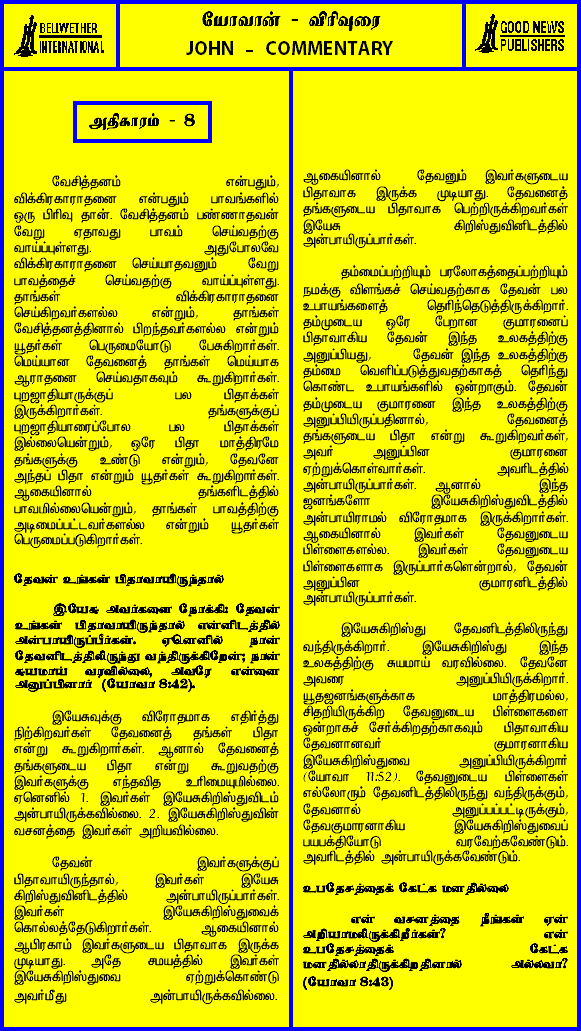 BELWETHER
INTERNATIONAL
யோவான் - விரிவுரை
JOHN - COMMENTARY
GOOD NEWS
PUBLISHERS
அதிகாரம் - 8
வேசித்தனம் என்பதும்,
விக்கிரகாராதனை என்பதும் பாவங்களில்
ஒரு பிரிவு தான். வேசித்தனம் பண்ணாதவன்
வேறு ஏதாவது பாவம் செய்வதற்கு
வாய்ப்புள்ளது. அதுபோலவே
விக்கிரகாராதனை செய்யாதவனும் வேறு
பாவத்தைச் செய்வதற்கு வாய்ப்புள்ளது.
தாங்கள் விக்கிரகாராதனை
செய்கிறவர்களல்ல என்றும், தாங்கள்
வேசித்தனத்தினால் பிறந்தவர்களல்ல என்றும்
யூதர்கள் பெருமையோடு பேசுகிறார்கள்.
மெய்யான தேவனைத் தாங்கள் மெய்யாக
ஆராதனை செய்வதாகவும் கூறுகிறார்கள்.
புறஜாதியாருக்குப் பல பிதாக்கள்
இருக்கிறார்கள். தங்களுக்குப்
புறஜாதியாரைப்போல பல பிதாக்கள்
இல்லையென்றும், ஒரே பிதா மாத்திரமே
தங்களுக்கு உண்டு என்றும், தேவனே
அந்தப் பிதா என்றும் யூதர்கள் கூறுகிறார்கள்.
ஆகையினால் தங்களிடத்தில்
பாவமில்லையென்றும், தாங்கள் பாவத்திற்கு
அடிமைப்பட்டவர்களல்ல என்றும் யூதர்கள்
பெருமைப்படுகிறார்கள்.
தேவன் உங்கள் பிதாவாயிருந்தால்
இயேசு அவர்களை நோக்கி: தேவன்
உங்கள் பிதாவாயிருந்தால் என்னிடத்தில்
அன்பாயிருப்பீர்கள். ஏனெனில் நான்
தேவனிடத்திலிருந்து வந்திருக்கிறேன்; நான்
சுயமாய் வரவில்லை, அவரே என்னை
அனுப்பினார் (யோவா 8:42).
இயேசுவுக்கு விரோதமாக எதிர்த்து
நிற்கிறவர்கள் தேவனைத் தங்கள் பிதா
என்று கூறுகிறார்கள். ஆனால் தேவனைத்
தங்களுடைய பிதா என்று கூறுவதற்கு
இவர்களுக்கு எந்தவித உரிமையுமில்லை.
ஏனெனில் 1. இவர்கள் இயேசுகிறிஸ்துவிடம்
அன்பாயிருக்கவில்லை. 2. இயேசுகிறிஸ்துவின்
வசனத்தை இவர்கள் அறியவில்லை.
தேவன் இவர்களுக்குப்
பிதாவாயிருந்தால், இவர்கள் இயேசு
கிறிஸ்துவினிடத்தில் அன்பாயிருப்பார்கள்.
இவர்கள் இயேசுகிறிஸ்துவைக்
கொல்லத்தேடுகிறார்கள். ஆகையினால்
ஆபிரகாம் இவர்களுடைய பிதாவாக இருக்க
முடியாது. அதே சமயத்தில் இவர்கள்
இயேசுகிறிஸ்துவை ஏற்றுக்கொண்டு
அவர்மீது அன்பாயிருக்கவில்லை.
ஆகையினால் தேவனும் இவர்களுடைய
பிதாவாக இருக்க முடியாது. தேவனைத்
தங்களுடைய பிதாவாக பெற்றிருக்கிறவர்கள்
இயேசு கிறிஸ்துவினிடத்தில்
அன்பாயிருப்பார்கள்.
தம்மைப்பற்றியும் பரலோகத்தைப்பற்றியும்
நமக்கு விளங்கச் செய்வதற்காக தேவன் பல
உபாயங்களைத் தெரிந்தெடுத்திருக்கிறார்.
தம்முடைய ஒரே பேறான குமாரனைப்
பிதாவாகிய தேவன் இந்த உலகத்திற்கு
அனுப்பியது, தேவன் இந்த உலகத்திற்கு
தம்மை வெளிப்படுத்துவதற்காகத் தெரிந்து
கொண்ட உபாயங்களில் ஒன்றாகும். தேவன்
தம்முடைய குமாரனை இந்த உலகத்திற்கு
அனுப்பியிருப்பதினால், தேவனைத்
தங்களுடைய பிதா என்று கூறுகிறவர்கள்,
அவர் அனுப்பின குமாரனை
ஏற்றுக்கொள்வார்கள். அவரிடத்தில்
அன்பாயிருப்பார்கள். ஆனால் இந்த
ஜனங்களோ இயேசுகிறிஸ்துவிடத்தில்
அன்பாயிராமல் விரோதமாக இருக்கிறார்கள்.
ஆகையினால் இவர்கள் தேவனுடைய
பிள்ளைகளல்ல. இவர்கள் தேவனுடைய
பிள்ளைகளாக இருப்பார்களென்றால், தேவன்
அனுப்பின குமாரனிடத்தில்
அன்பாயிருப்பார்கள்.
இயேசுகிறிஸ்து தேவனிடத்திலிருந்து
வந்திருக்கிறார். இயேசுகிறிஸ்து இந்த
உலகத்திற்கு சுயமாய் வரவில்லை. தேவனே
அவரை அனுப்பியிருக்கிறார்.
யூதஜனங்களுக்காக மாத்திரமல்ல,
சிதறியிருக்கிற தேவனுடைய பிள்ளைகளை
ஒன்றாகச் சேர்க்கிறதற்காகவும் பிதாவாகிய
தேவனானவர் குமாரனாகிய
இயேசுகிறிஸ்துவை அனுப்பியிருக்கிறார்
(யோவா 11:52). தேவனுடைய பிள்ளைகள்
எல்லோரும் தேவனிடத்திலிருந்து வந்திருக்கும்,
தேவனால் அனுப்பப்பட்டிருக்கும்,
தேவகுமாரனாகிய இயேசுகிறிஸ்துவைப்
பயபக்தியோடு வரவேற்கவேண்டும்.
அவரிடத்தில் அன்பாயிருக்கவேண்டும்.
உபதேசத்தைக் கேட்க மனதில்லை
என் வசனத்தை நீங்கள் ஏன்
அறியாமலிருக்கிறீர்கள்? என்
உபதேசத்தைக் கேட்க
மனதில்லாதிருக்கிறதினால் அல்லவா?
(யோவா 8:43)